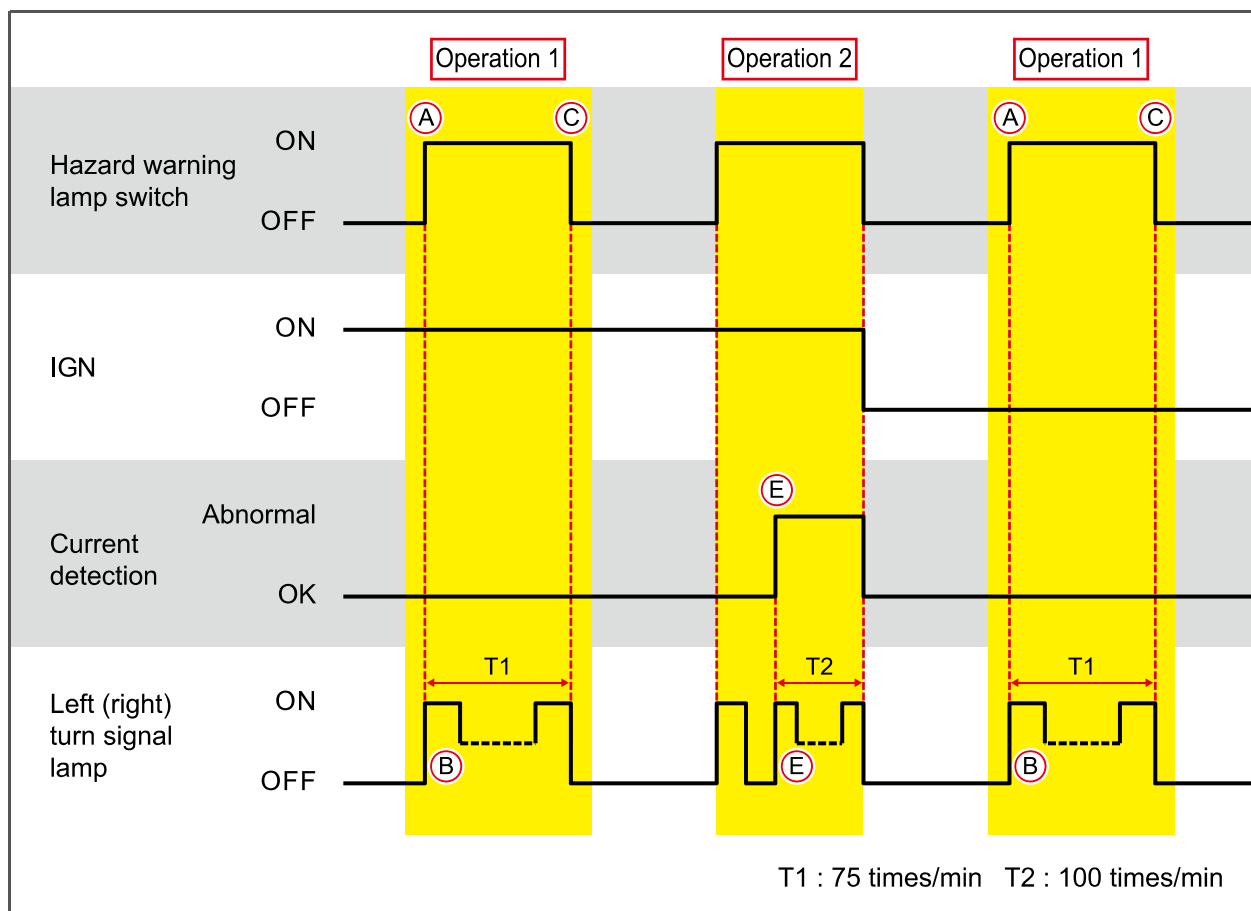 Operation 1
Operation 2
Operation 1
A
C
A
C
ON
Hazard warning
lamp switch
OFF
ON
IGN
OFF
E
Abnormal
Current
detection
OK
T1
T2
T1
ON
Left (right)
turn signal
lamp
B
E
B
OFF
T1 : 75 times/min T2 : 100 times/min